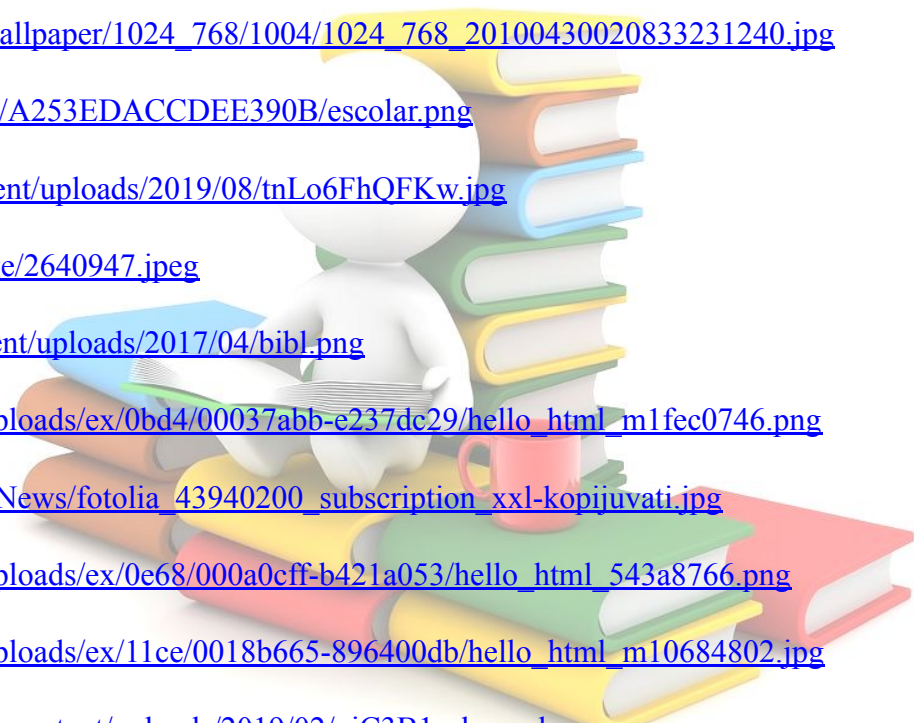 allpaper/1024_768/1004/1024_768_20100430020833231240.jpg
/A253EDACCDEE390B/escolar.png
ent/uploads/2019/08/tnLo6FhQFKw.jpg
e/2640947.jpeg
ent/uploads/2017/04/bibl.png
ploads/ex/0bd4/00037abb-e237dc29/hello_html_m1fec0746.png
News/fotolia_43940200_subscription_xxl-kopijuvati.jpg
ploads/ex/0e68/000a0cff-b421a053/hello_html_543a8766.png
ploads/ex/11ce/0018b665-896400db/hello_html_m10684802.jpg